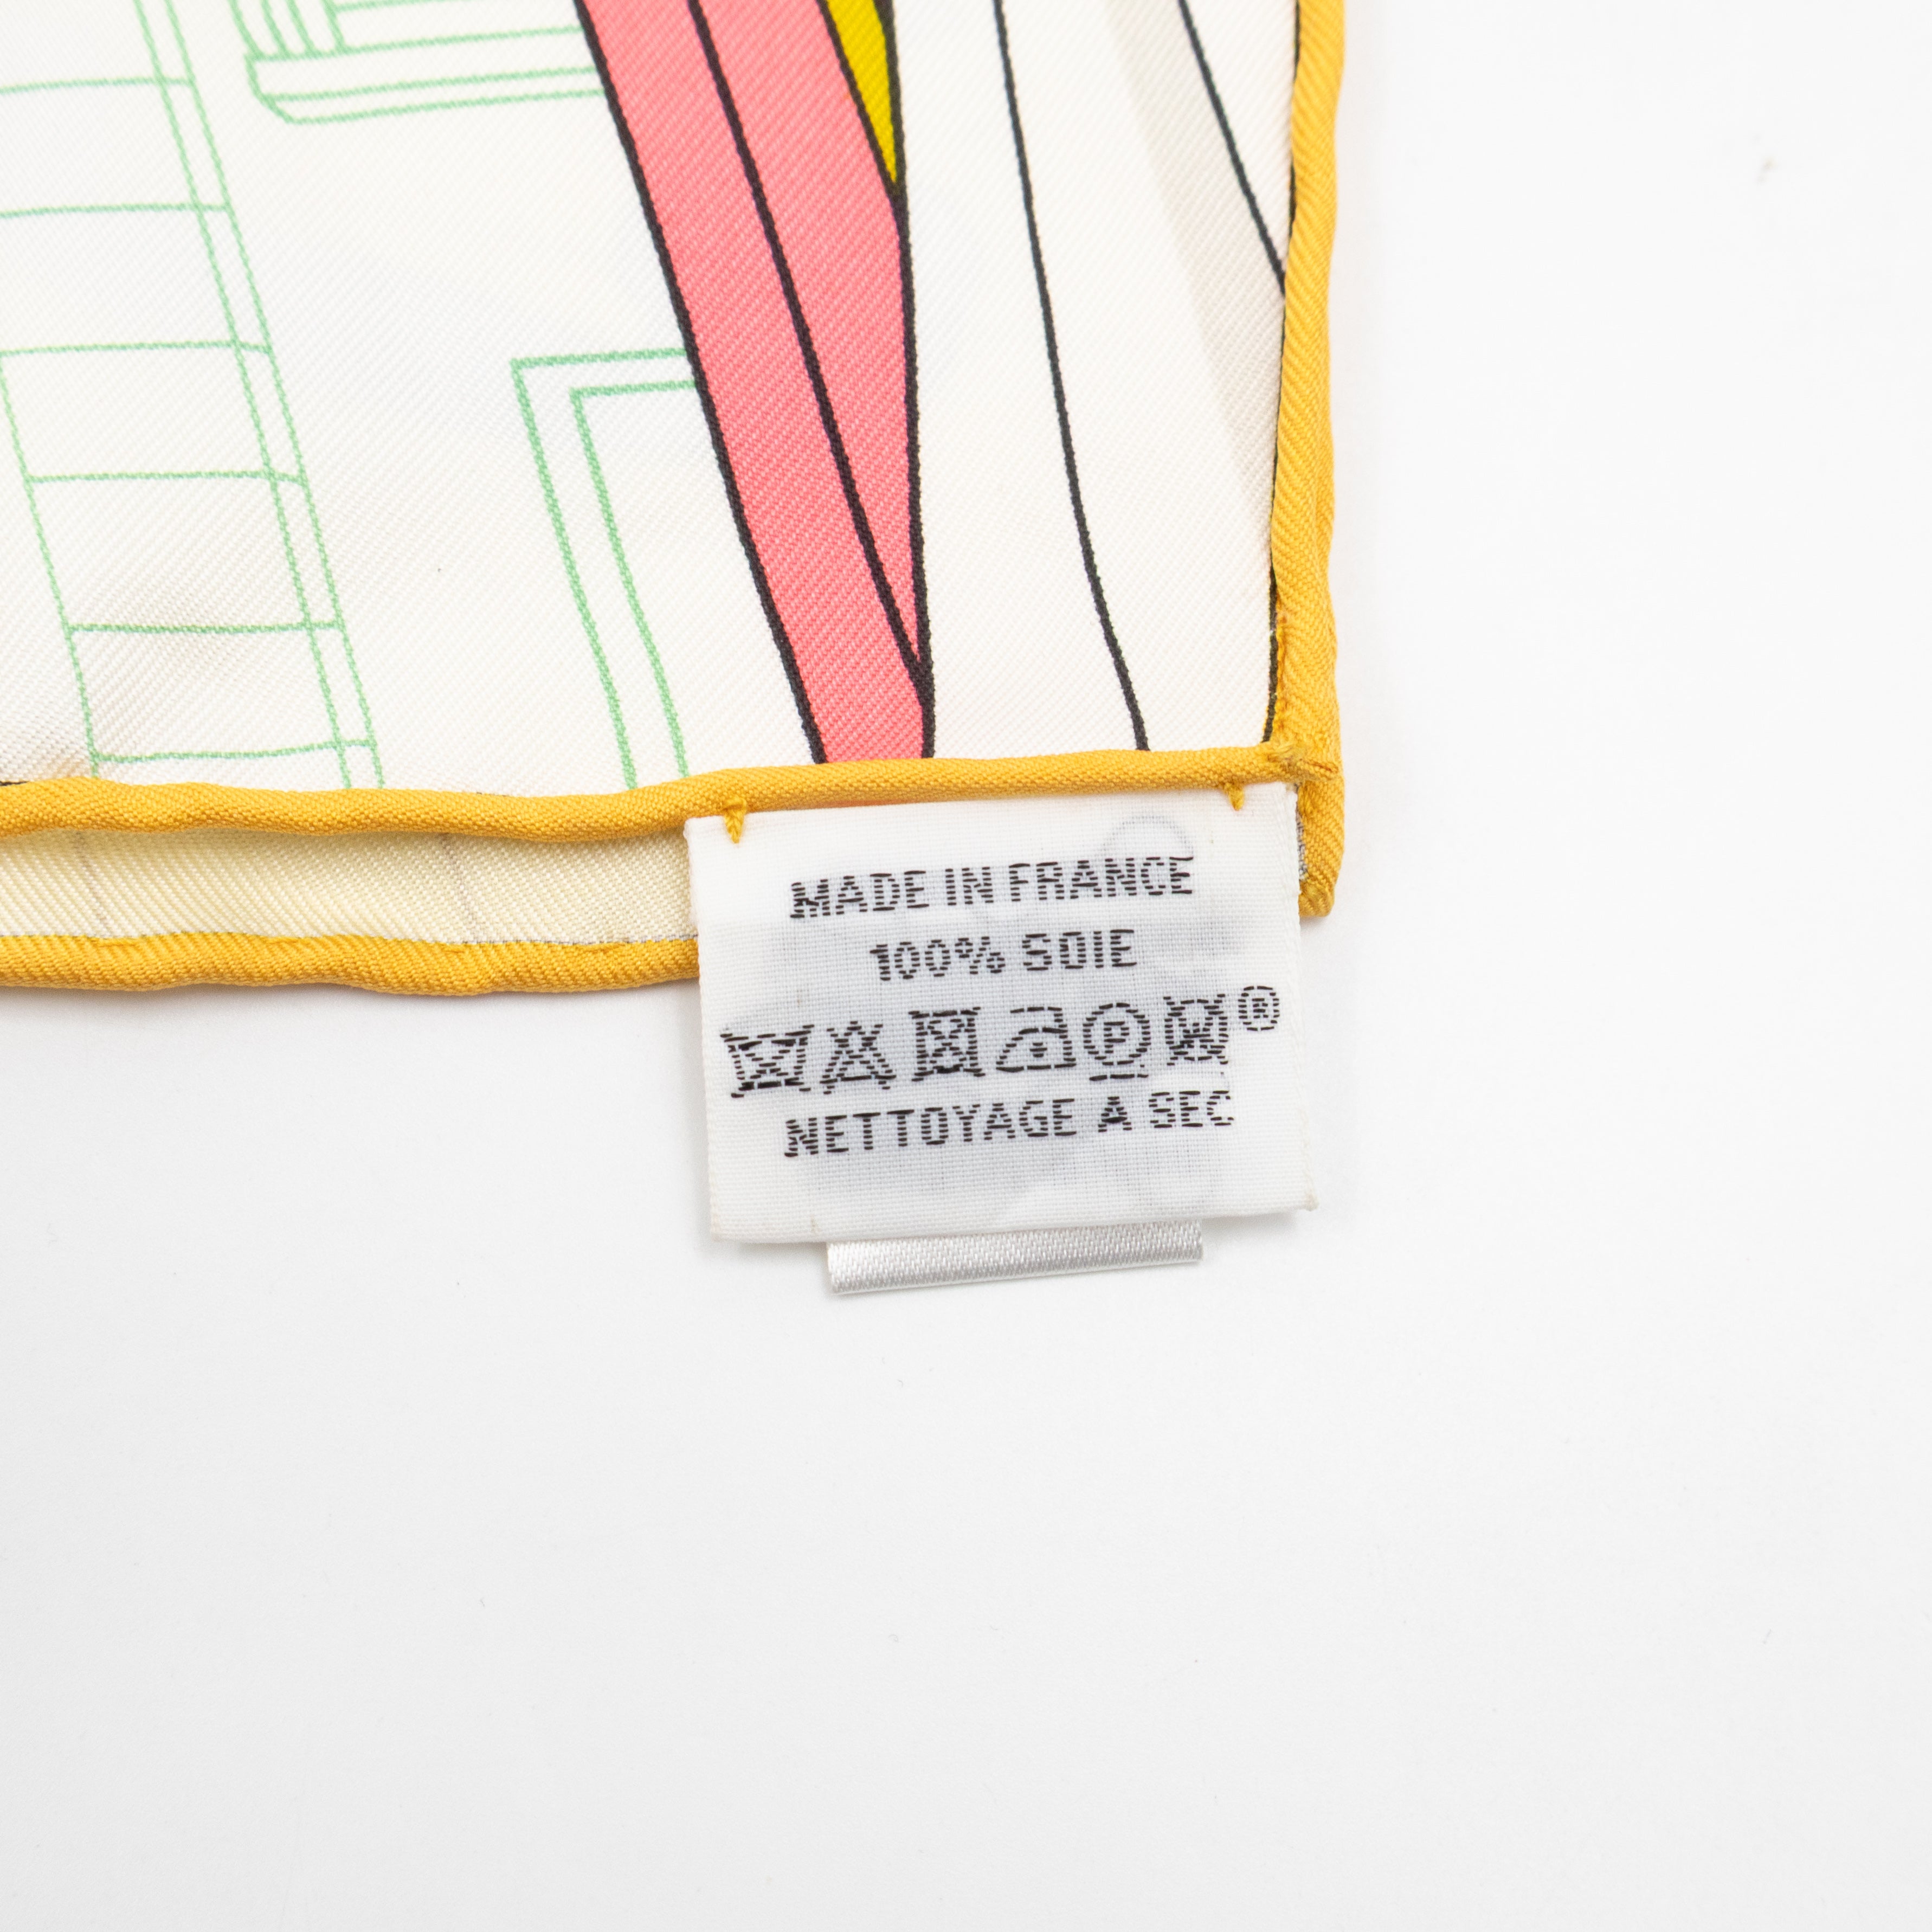 MADE IN FRANCE
100% SOIE
P W ®
NETTOYAGE A SEC